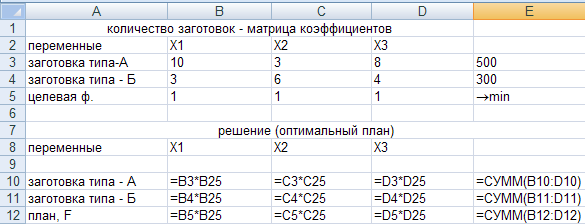 A B C D E
1 количество заготовок - матрица коэффициентов
2 переменные X1 X2 X3
3 заготовка типа-А 10 3 8 500
4 заготовка типа - Б 3 6 4 300
5 целевая ф. 1 1 1 →min
6
7 решение (оптимальный план)
8 переменные X1 X2 X3
9
10 заготовка типа - А =B3*B25 =C3*C25 =D3*D25 =СУММ(B10:D10)
11 заготовка типа - Б =B4*B25 =C4*C25 =D4*D25 =СУММ(B11:D11)
12 план, F =B5*B25 =C5*C25 =D5*D25 =СУММ(B12:D12)